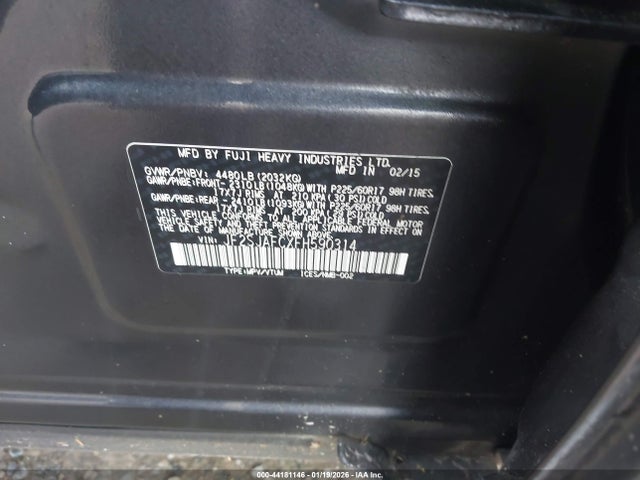 MFD BY FUJI HEAVY INDUSTRIES LTD.
MFD IN 02/15
GVWR/PNBV: 4480LB(2032KG)
GAWR/PNBE:FRONT- 2310LB(1048KG)WITH P225/60R17 98H TIRES,
17X7J RIMS, AT 210 KPA( 30 PSI)COLD
GAWR/PNBE:REAR - 2410LB(1093KG)WITH P225/60R17 98H TIRES,
17X7J RIMS, AT 200 KPA( 29 PSI)COLD
THIS VEHICLE CONFORMS TO ALL APPLICABLE FEDERAL MOTOR
VEHICLE SAFETY STANDARDS IN EFFECT ON THE
DATE OF MANUFACTURE SHOWN ABOVE.
VIN: JF2SJAFCXFH590314
TYPE:MPV/VTUM ICES/NMB-002
000-44181146 - 01/19/2026 - IAA Inc.